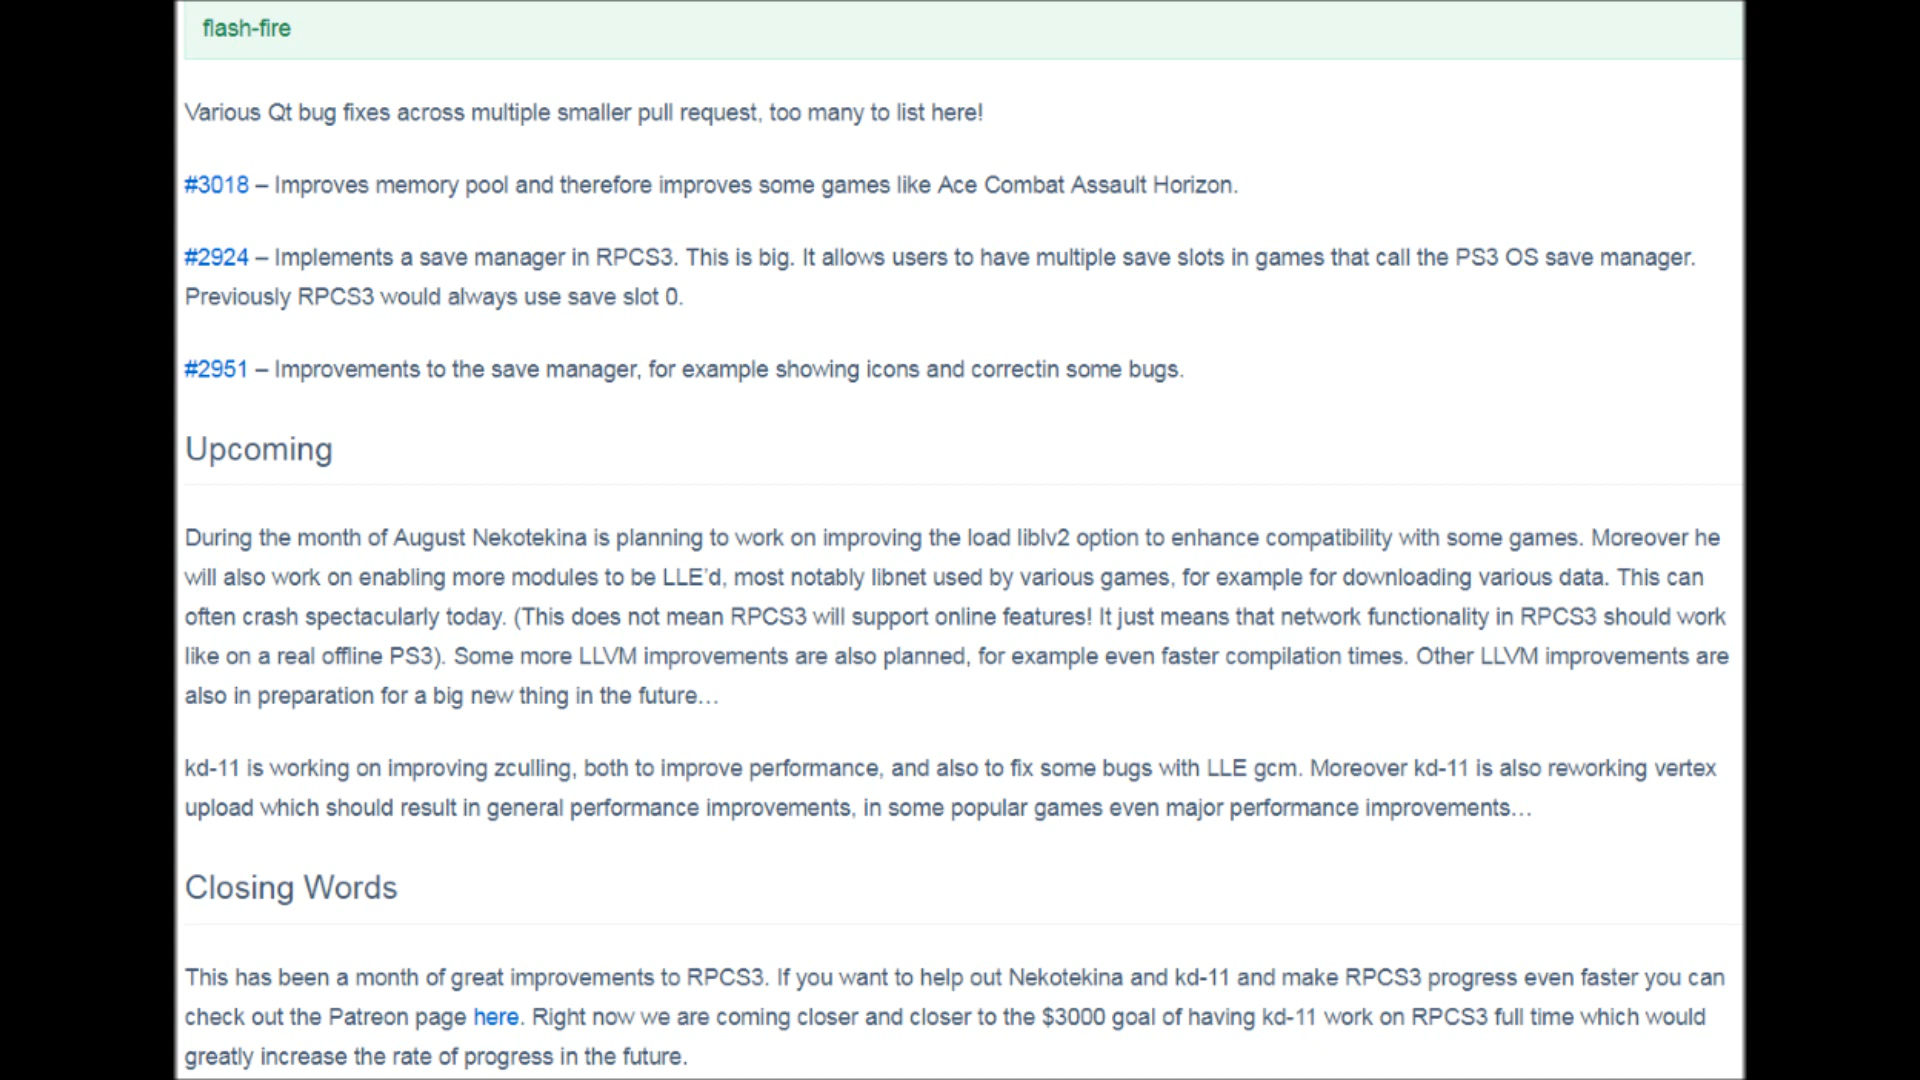 flash-fire
Various Qt bug fixes across multiple smaller pull request, too many to list here!
#3018 – Improves memory pool and therefore improves some games like Ace Combat Assault Horizon.
#2924 – Implements a save manager in RPCS3. This is big. It allows users to have multiple save slots in games that call the PS3 OS save manager.
Previously RPCS3 would always use save slot 0.
#2951 – Improvements to the save manager, for example showing icons and correctin some bugs.
Upcoming
During the month of August Nekotekina is planning to work on improving the load liblv2 option to enhance compatibility with some games. Moreover he
will also work on enabling more modules to be LLE’d, most notably libnet used by various games, for example for downloading various data. This can
often crash spectacularly today. (This does not mean RPCS3 will support online features! It just means that network functionality in RPCS3 should work
like on a real offline PS3). Some more LLVM improvements are also planned, for example even faster compilation times. Other LLVM improvements are
also in preparation for a big new thing in the future…
kd-11 is working on improving zculling, both to improve performance, and also to fix some bugs with LLE gcm. Moreover kd-11 is also reworking vertex
upload which should result in general performance improvements, in some popular games even major performance improvements…
Closing Words
This has been a month of great improvements to RPCS3. If you want to help out Nekotekina and kd-11 and make RPCS3 progress even faster you can
check out the Patreon page here. Right now we are coming closer and closer to the $3000 goal of having kd-11 work on RPCS3 full time which would
greatly increase the rate of progress in the future.